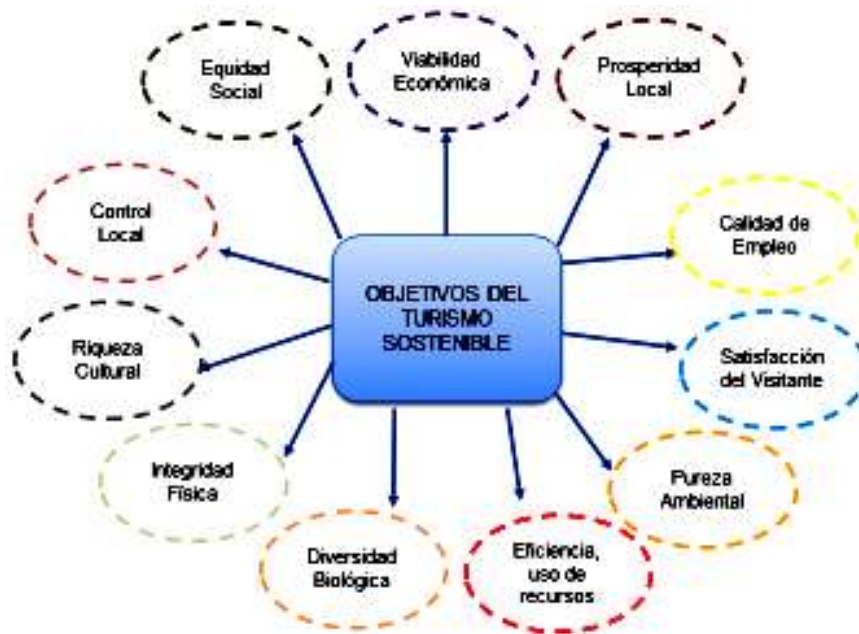 Equidad
Social
Viabilidad
Económica
Prosperidad
Local
Control
Local
Calidad de
Empleo
OBJETIVOS DEL
TURISMO
SOSTENIBLE
Riqueza
Cultural
Satisfacción
del Visitante
Integridad
Física
Pureza
Ambiental
Diversidad
Biológica
Eficiencia,
uso de
recursos